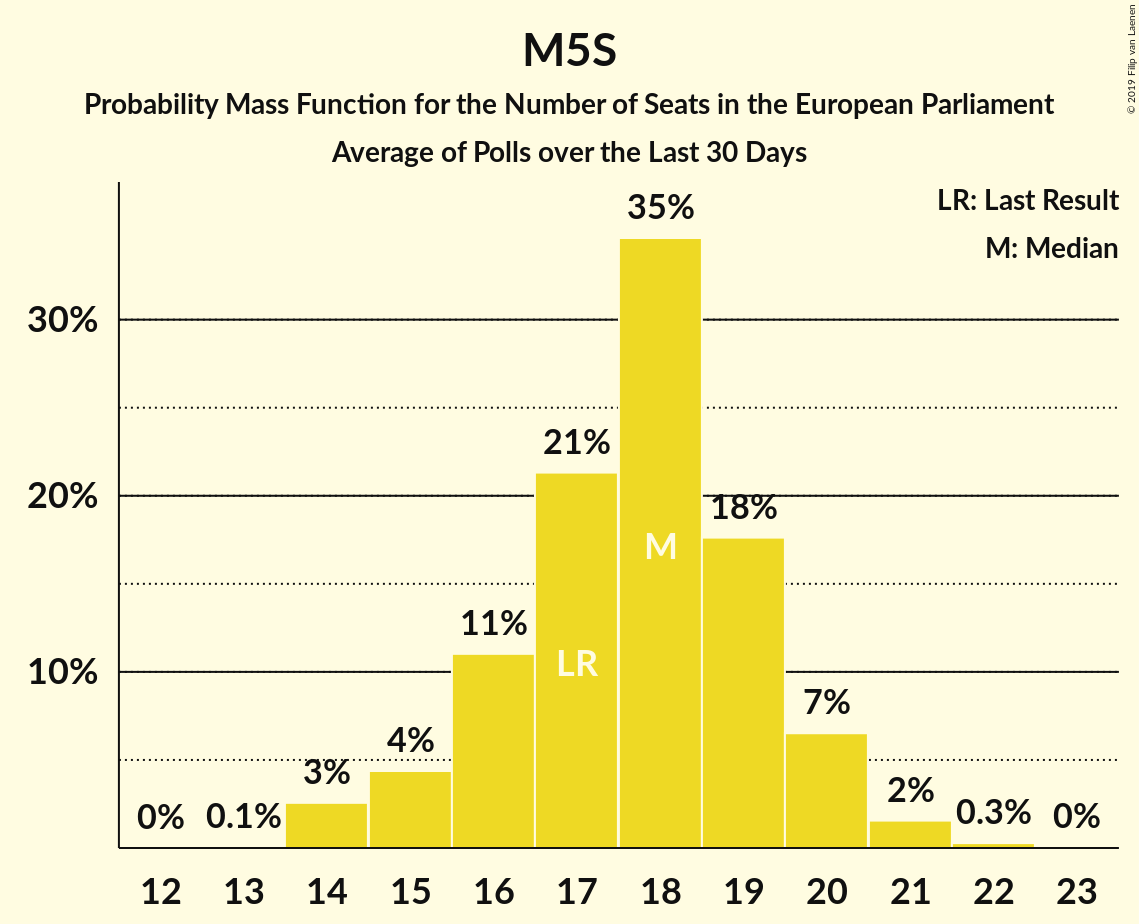 M5S
Probability Mass Function for the Number of Seats in the European Parliament
Average of Polls over the Last 30 Days
© 2019 Filip van Laenen
LR: Last Result
M: Median
30%
20%
10%
0%
0.1%
3%
4%
11%
21%
35%
18%
7%
2%
0.3%
0%
LR
M
12 13 14 15 16 17 18 19 20 21 22 23